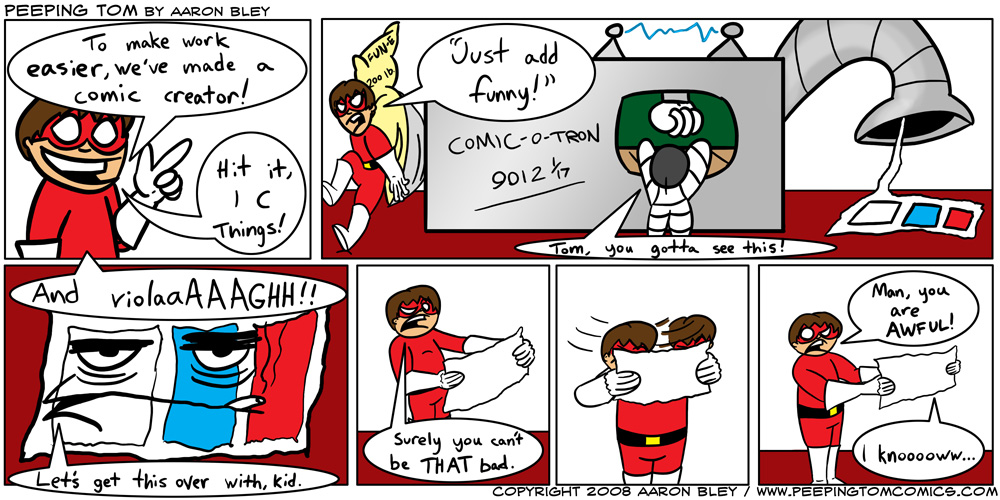 PEEPING TOM BY AARON BLEY
To make work
easier, we've made a
comic creator!
Hit it,
I C
Things!
FUN-E
200 lb
"Just add
funny!"
COMIC-O-TRON
9012 1/17
Tom, you gotta see this!
And violaaAAAGHH!!
Let's get this over with, kid.
Surely you can't
be THAT bad.
Man, you
are
AWFUL!
I knooooww...
COPYRIGHT 2008 AARON BLEY / WWW.PEEPINGTOMCOMICS.COM